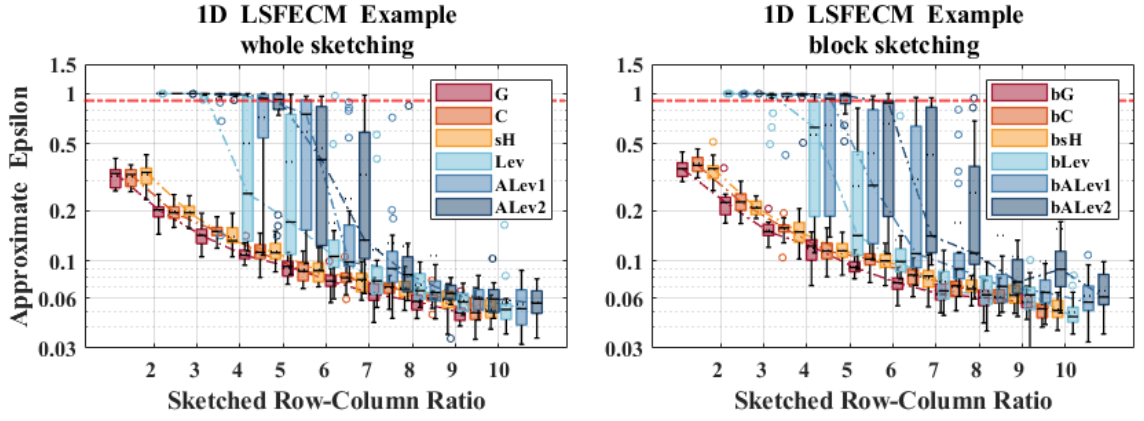 1D LSFECM Example
whole sketching
Approximate Epsilon
1.5
1
0.5
0.2
0.1
0.06
0.03
G
C
sH
Lev
ALev1
ALev2
2 3 4 5 6 7 8 9 10
Sketched Row-Column Ratio
1D LSFECM Example
block sketching
1.5
1
0.5
0.2
0.1
0.06
0.03
bG
bC
bsH
bLev
bALev1
bALev2
2 3 4 5 6 7 8 9 10
Sketched Row-Column Ratio